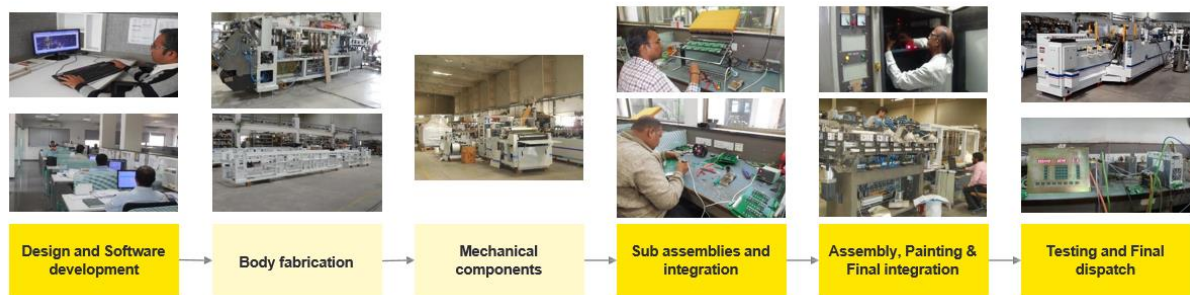 Design and Software
development
Body fabrication
Mechanical
components
Sub assemblies and
integration
Assembly, Painting &
Final integration
Testing and Final
dispatch